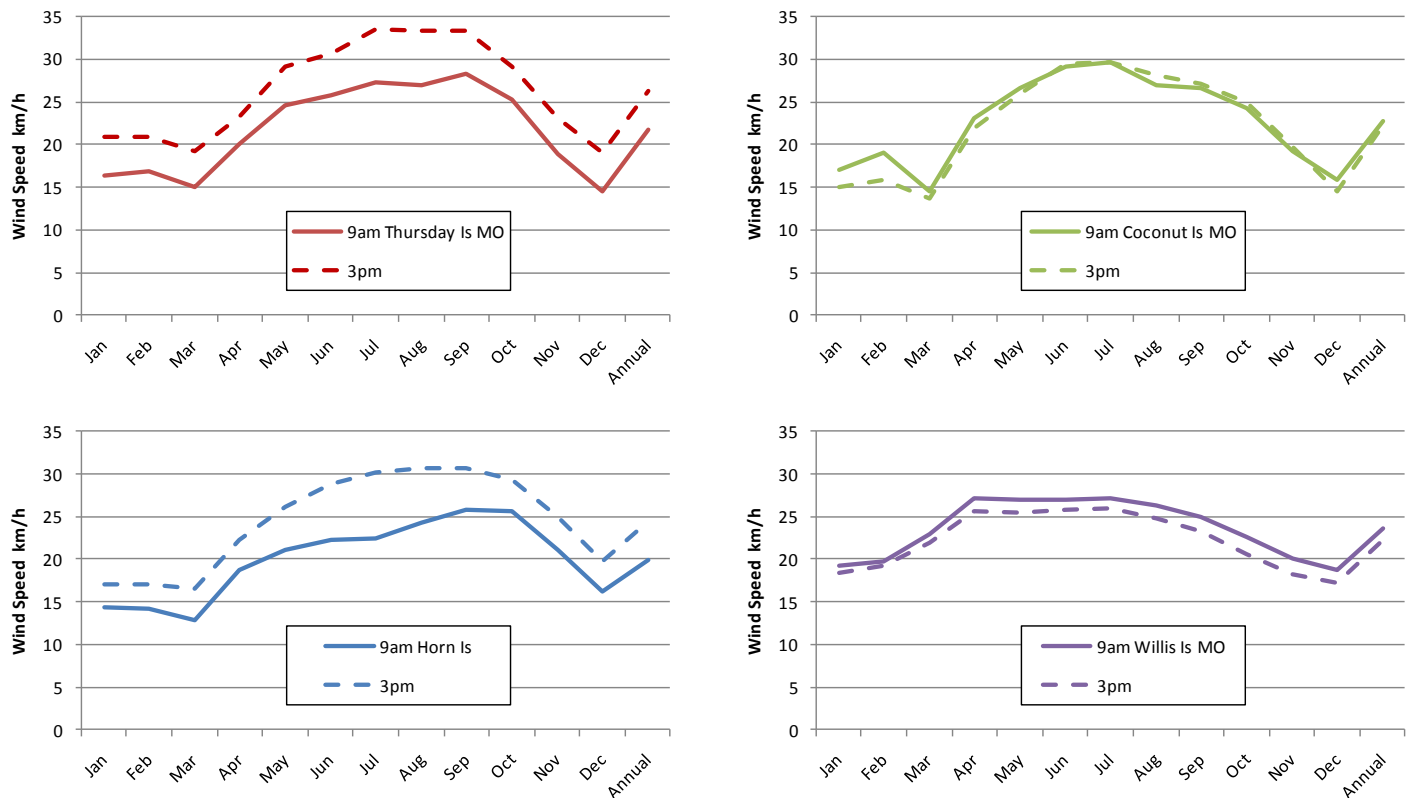 Wind Speed km/h
35
30
25
20
15
10
5
0
9am Thursday Is MO
3pm
Jan Feb Mar Apr May Jun Jul Aug Sep Oct Nov Dec Annual
Wind Speed km/h
35
30
25
20
15
10
5
0
9am Coconut Is MO
3pm
Jan Feb Mar Apr May Jun Jul Aug Sep Oct Nov Dec Annual
Wind Speed km/h
35
30
25
20
15
10
5
0
9am Horn Is
3pm
Jan Feb Mar Apr May Jun Jul Aug Sep Oct Nov Dec Annual
Wind Speed km/h
35
30
25
20
15
10
5
0
9am Willis Is MO
3pm
Jan Feb Mar Apr May Jun Jul Aug Sep Oct Nov Dec Annual